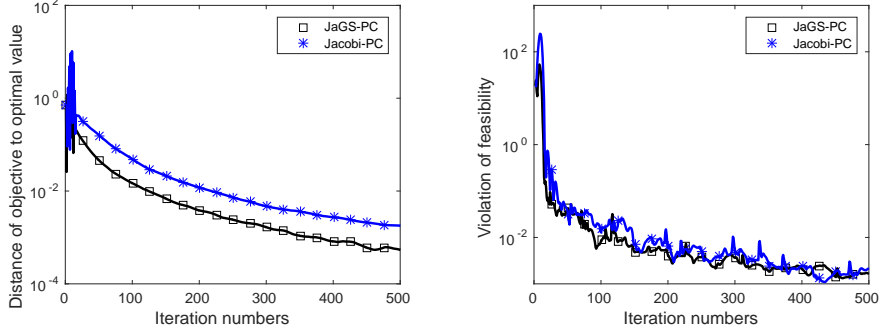 Distance of objective to optimal value
10^2
10^0
10^-2
10^-4
0
100
200
300
400
500
Iteration numbers
JaGS-PC
Jacobi-PC
Violation of feasibility
10^2
10^0
10^-2
0
100
200
300
400
500
Iteration numbers
JaGS-PC
Jacobi-PC